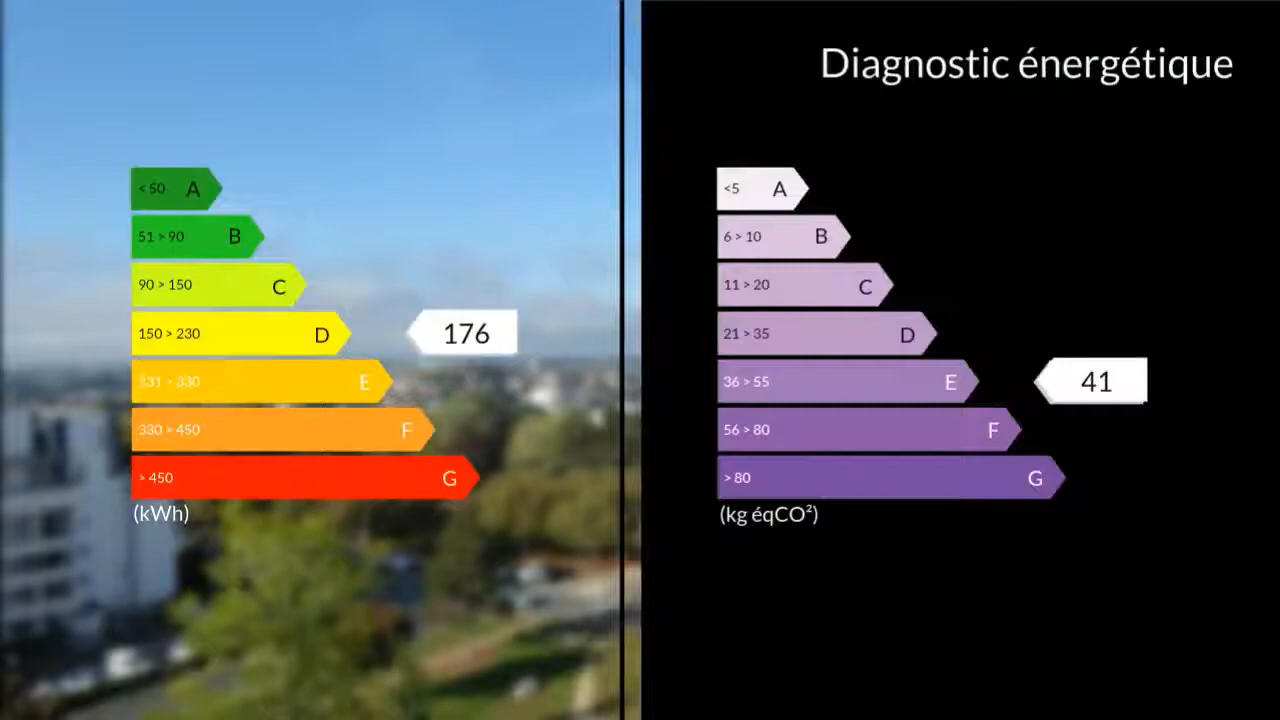 Diagnostic énergétique
< 50 A
51 > 90 B
90 > 150 C
150 > 230 D
176
331 > 330 E
330 > 450 F
> 450 G
(kWh)
<5 A
6 > 10 B
11 > 20 C
21 > 35 D
36 > 55 E
41
56 > 80 F
> 80 G
(kg éqCO²)